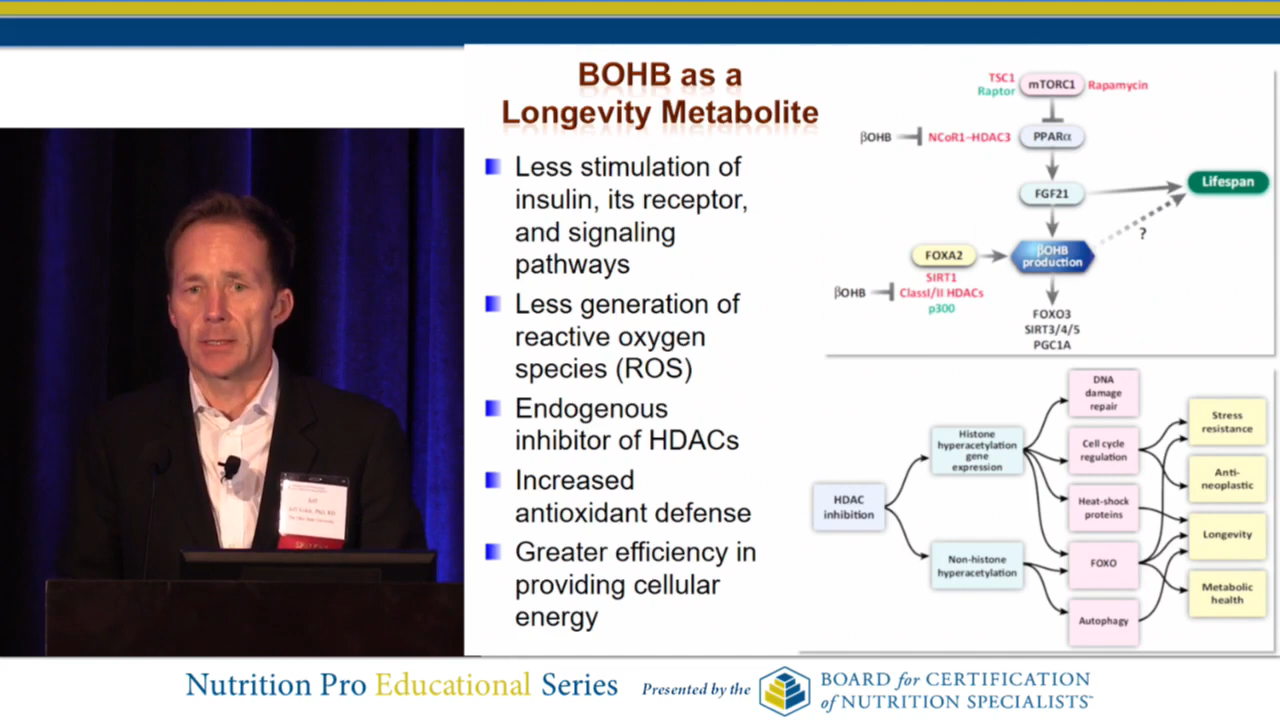 BOHB as a
Longevity Metabolite
Less stimulation of
insulin, its receptor,
and signaling
pathways
Less generation of
reactive oxygen
species (ROS)
Endogenous
inhibitor of HDACs
Increased
antioxidant defense
Greater efficiency in
providing cellular
energy
TSC1
Raptor
mTORC1
Rapamycin
βOHB
NCoR1–HDAC3
PPARα
FGF21
Lifespan
?
FOXA2
βOHB
production
SIRT1
βOHB
ClassI/II HDACs
p300
FOXO3
SIRT3/4/5
PGC1A
HDAC
inhibition
Histone
hyperacetylation
gene
expression
Non-histone
hyperacetylation
DNA
damage
repair
Cell cycle
regulation
Heat-shock
proteins
FOXO
Autophagy
Stress
resistance
Anti-
neoplastic
Longevity
Metabolic
health
Jeff
Nutrition Pro Educational Series
Presented by the
BOARD for CERTIFICATION
of NUTRITION SPECIALISTS™